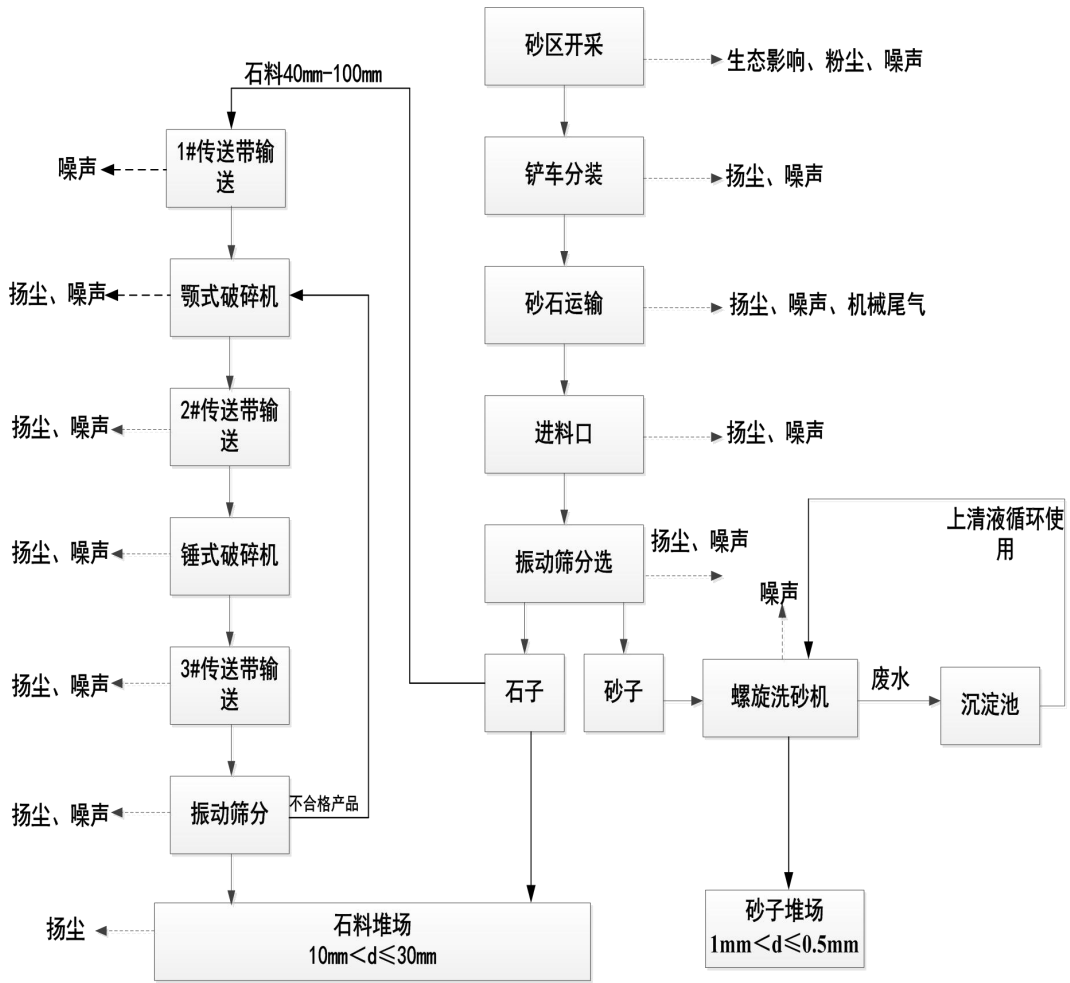 砂区开采
生态影响、粉尘、噪声
石料40mm-100mm
1#传送带输
送
噪声
铲车分装
扬尘、噪声
颚式破碎机
扬尘、噪声
砂石运输
扬尘、噪声、机械尾气
2#传送带输
送
扬尘、噪声
进料口
扬尘、噪声
锤式破碎机
扬尘、噪声
振动筛分选
扬尘、噪声
上清液循环使
用
噪声
3#传送带输
送
扬尘、噪声
石子
砂子
螺旋洗砂机
废水
沉淀池
振动筛分
扬尘、噪声
不合格产品
石料堆场
10mm＜d≤30mm
扬尘
砂子堆场
1mm＜d≤0.5mm